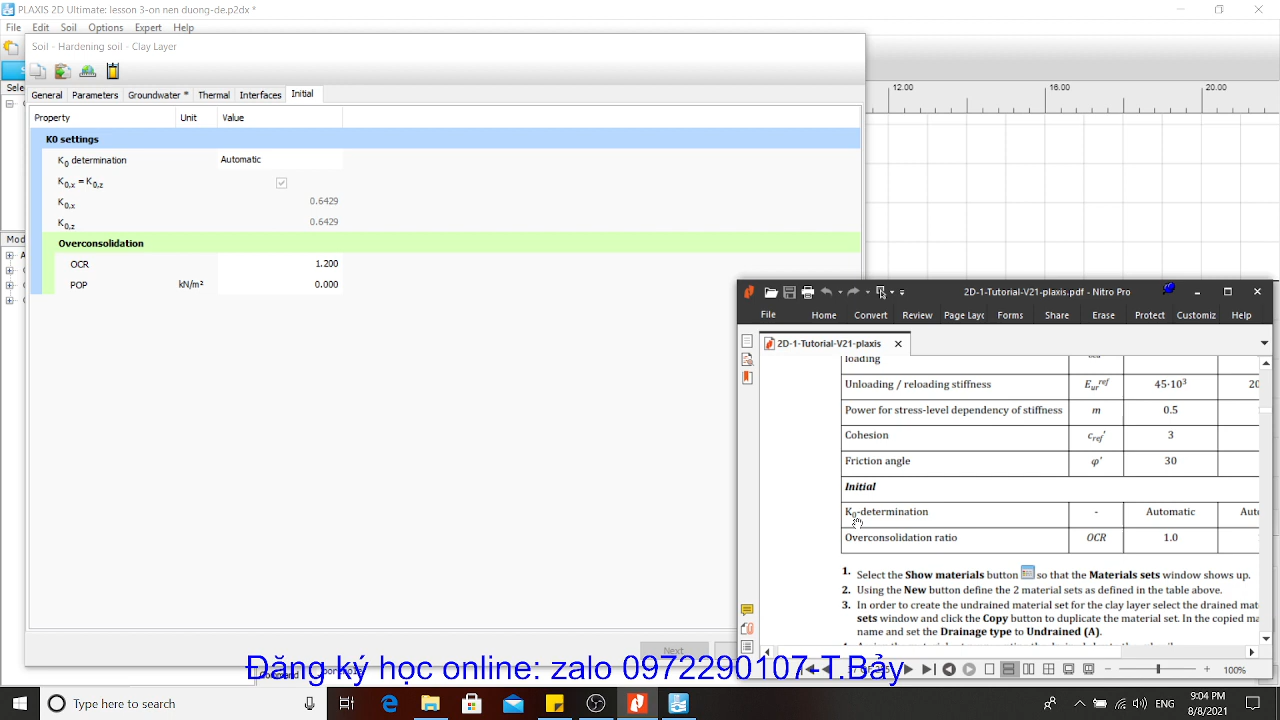 PLAXIS 2D Ultimate: lesson 3-on nen duong-de.p2dx *
File Edit Soil Options Expert Help
Soil - Hardening soil - Clay Layer
General Parameters Groundwater * Thermal Interfaces Initial
Property Unit Value
K0 settings
K0 determination Automatic
K0,x = K0,z
K0,x 0.6429
K0,z 0.6429
Overconsolidation
OCR 1.200
POP kN/m² 0.000
Next
12.00 16.00 20.00
2D-1-Tutorial-V21-plaxis.pdf - Nitro Pro
File Home Convert Review Page Layo Forms Share Erase Protect Customiz Help
2D-1-Tutorial-V21-plaxis
loading
Unloading / reloading stiffness Eur ref 45·10³ 20
Power for stress-level dependency of stiffness m 0.5
Cohesion cref' 3
Friction angle φ' 30
Initial
K0-determination - Automatic Auto
Overconsolidation ratio OCR 1.0
1. Select the Show materials button so that the Materials sets window shows up.
2. Using the New button define the 2 material sets as defined in the table above.
3. In order to create the undrained material set for the clay layer select the drained mat
sets window and click the Copy button to duplicate the material set. In the copied ma
name and set the Drainage type to Undrained (A).
100%
Đăng ký học online: zalo 0972290107-T.Bảy
Type here to search
ENG
9:04 PM
8/8/2021